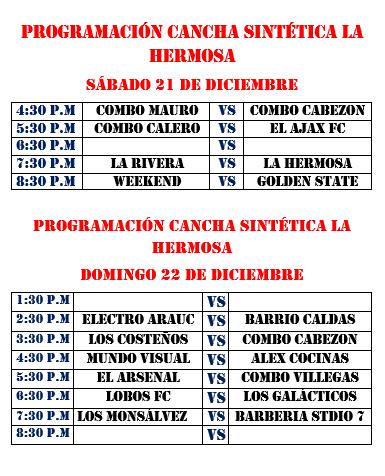 PROGRAMACIÓN CANCHA SINTÉTICA LA
HERMOSA
SÁBADO 21 DE DICIEMBRE
4:30 P.M COMBO MAURO VS COMBO CABEZON
5:30 P.M COMBO CALERO VS EL AJAX FC
6:30 P.M VS
7:30 P.M LA RIVERA VS LA HERMOSA
8:30 P.M WEEKEND VS GOLDEN STATE
PROGRAMACIÓN CANCHA SINTÉTICA LA
HERMOSA
DOMINGO 22 DE DICIEMBRE
1:30 P.M VS
2:30 P.M ELECTRO ARAUC VS BARRIO CALDAS
3:30 P.M LOS COSTEÑOS VS COMBO CABEZON
4:30 P.M MUNDO VISUAL VS ALEX COCINAS
5:30 P.M EL ARSENAL VS COMBO VILLEGAS
6:30 P.M LOBOS FC VS LOS GALÁCTICOS
7:30 P.M LOS MONSÁLVEZ VS BARBERIA STDIO 7
8:30 P.M VS